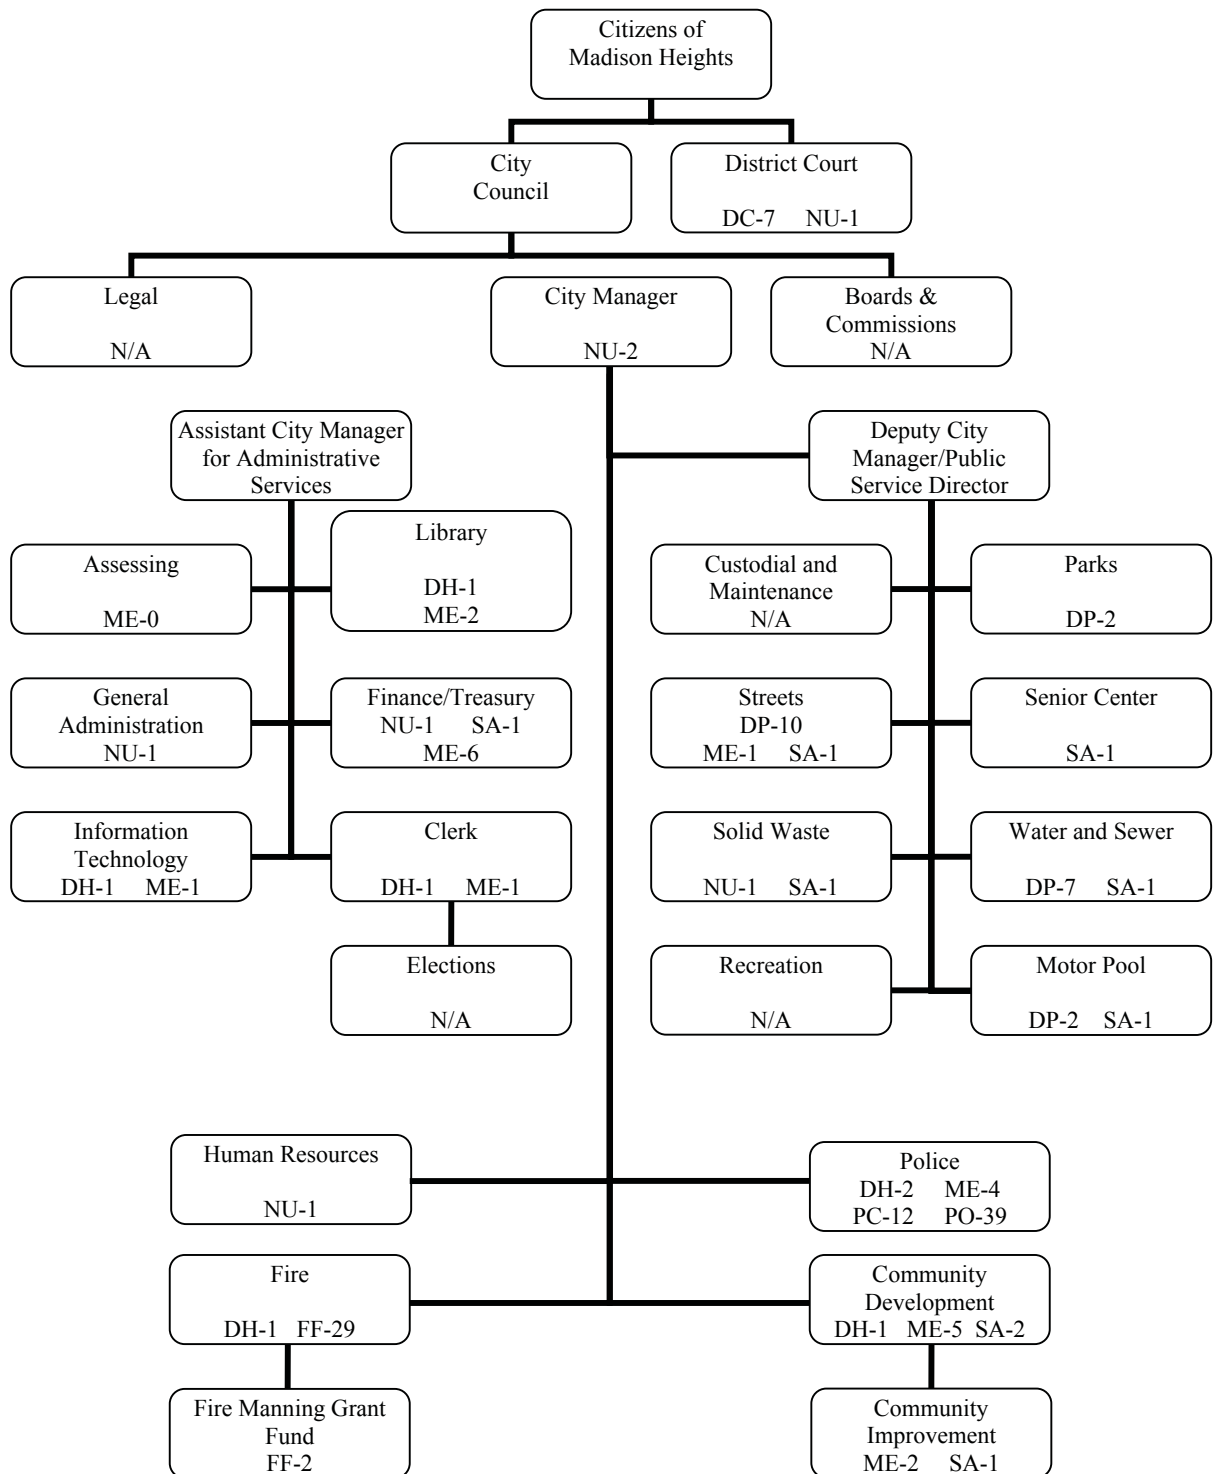 Citizens of
Madison Heights
City
Council
District Court
DC-7 NU-1
Legal
N/A
City Manager
NU-2
Boards &
Commissions
N/A
Assistant City Manager
for Administrative
Services
Deputy City
Manager/Public
Service Director
Assessing
ME-0
Library
DH-1
ME-2
Custodial and
Maintenance
N/A
Parks
DP-2
General
Administration
NU-1
Finance/Treasury
NU-1 SA-1
ME-6
Streets
DP-10
ME-1 SA-1
Senior Center
SA-1
Information
Technology
DH-1 ME-1
Clerk
DH-1 ME-1
Solid Waste
NU-1 SA-1
Water and Sewer
DP-7 SA-1
Elections
N/A
Recreation
N/A
Motor Pool
DP-2 SA-1
Human Resources
NU-1
Police
DH-2 ME-4
PC-12 PO-39
Fire
DH-1 FF-29
Community
Development
DH-1 ME-5 SA-2
Fire Manning Grant
Fund
FF-2
Community
Improvement
ME-2 SA-1